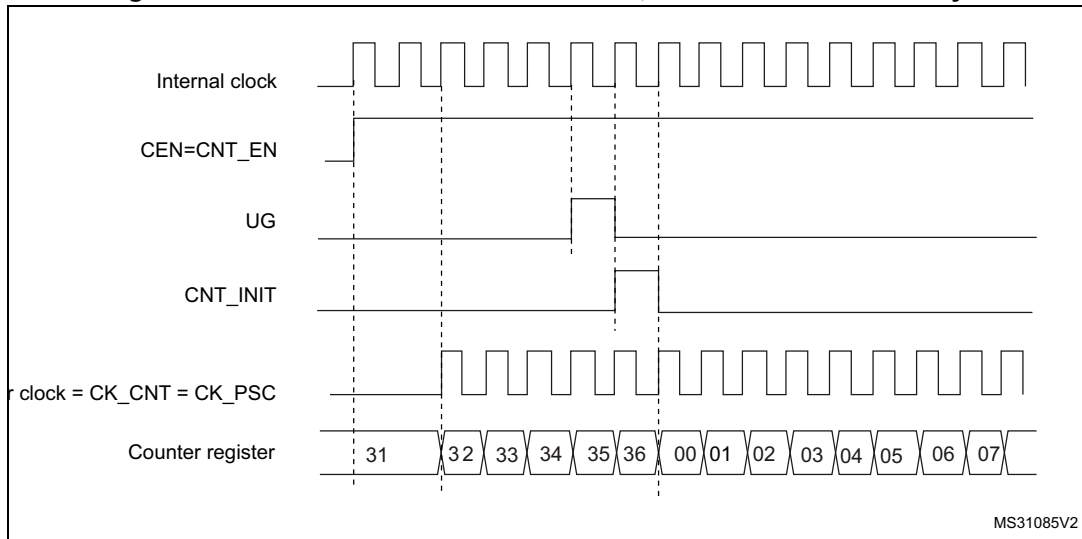 Internal clock
CEN=CNT_EN
UG
CNT_INIT
r clock = CK_CNT = CK_PSC
Counter register
31 32 33 34 35 36 00 01 02 03 04 05 06 07
MS31085V2